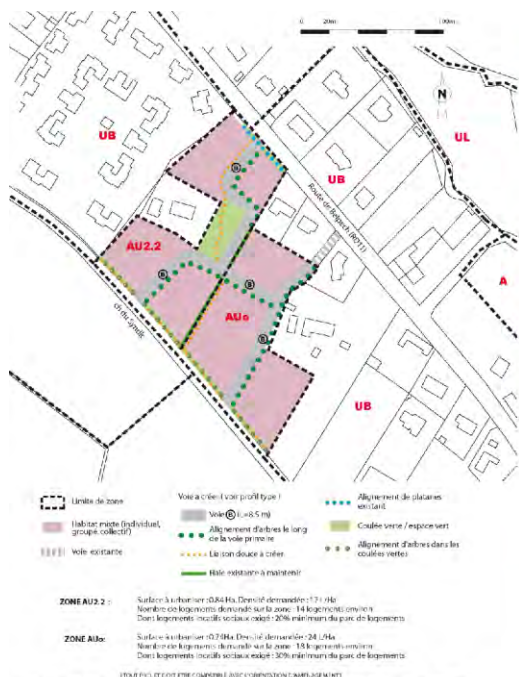 0 20m 100m
N
UB
UL
UB
Route de Belpech (RD11)
B
AU2.2
A
B
B
AUo
B
ch du Syndic
UB
Limite de zone
Habitat mixte (individual, groupé, collectif)
Voie existante
Voie à créer ( voir profil type )
Voie B (L=8.5 m)
Alignement d'arbres le long de la voie primaire
Liaison douce à créer
Haie existante à maintenir
Alignement de platanes existant
Coulée verte / espace vert
Alignement d'arbres dans les coulées vertes
ZONE AU2.2 : Surface à urbaniser : 0.84 Ha. Densité demandée : 17 L/Ha
Nombre de logements demandé sur la zone : 14 logements environ
Dont logements locatifs sociaux exigé : 20% minimum du parc de logements
ZONE AUo: Surface à urbaniser : 0.74 Ha. Densité demandée : 24 L/Ha
Nombre de logements demandé sur la zone : 18 logements environ
Dont logements locatifs sociaux exigé : 30% minimum du parc de logements